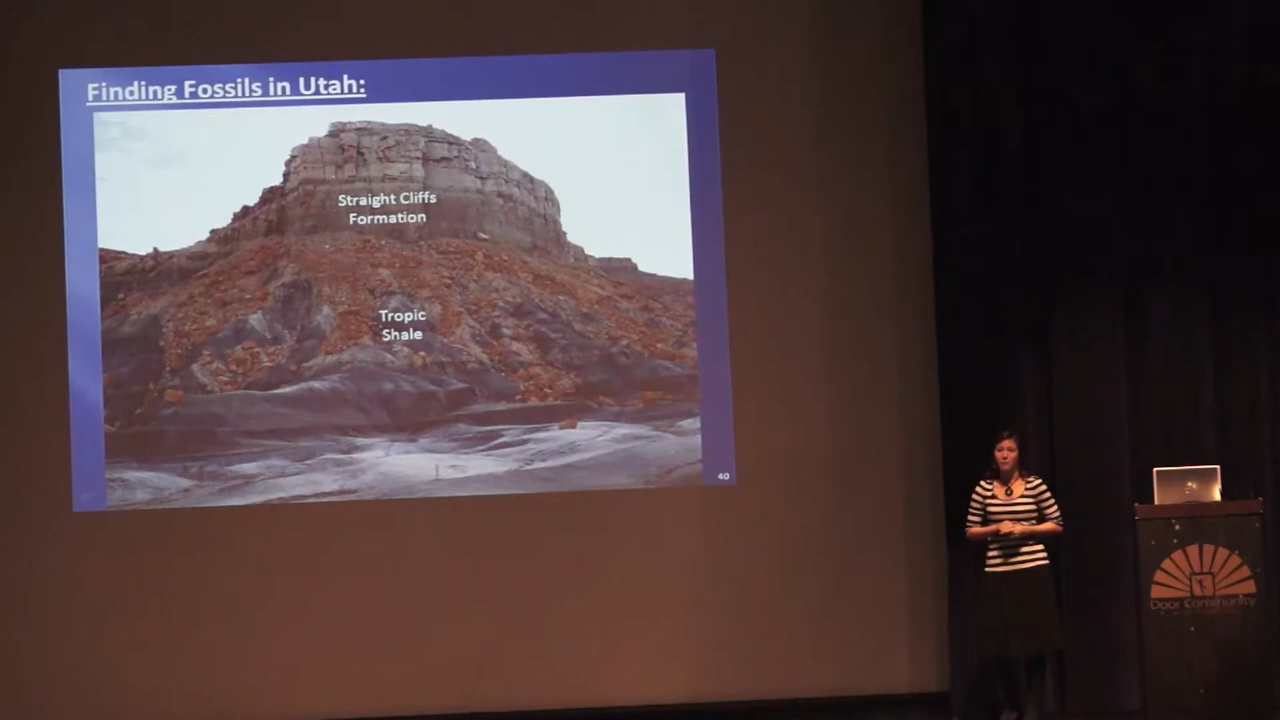 Finding Fossils in Utah:
Straight Cliffs
Formation
Tropic
Shale
40
Door Community